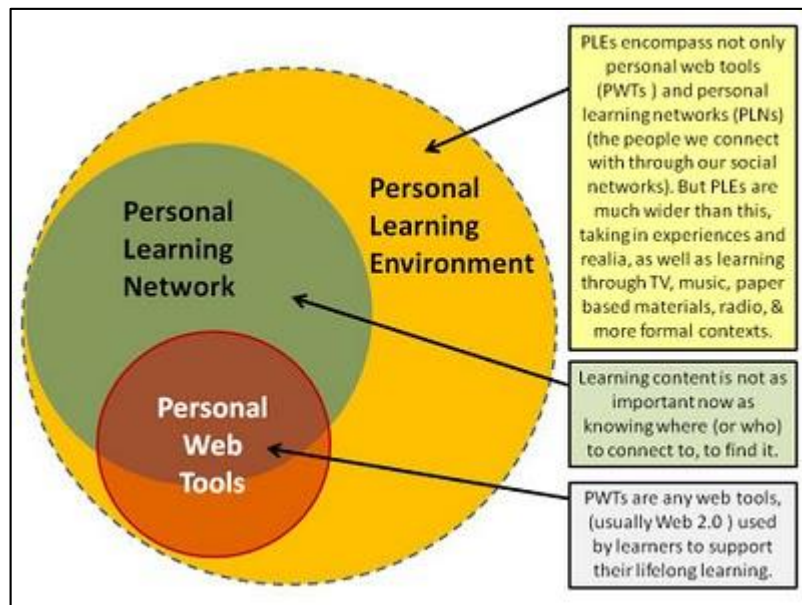 Personal
Learning
Network
Personal
Learning
Environment
Personal
Web
Tools
PLEs encompass not only
personal web tools
(PWTs ) and personal
learning networks (PLNs)
(the people we connect
with through our social
networks). But PLEs are
much wider than this,
taking in experiences and
realia, as well as learning
through TV, music, paper
based materials, radio, &
more formal contexts.
Learning content is not as
important now as
knowing where (or who)
to connect to, to find it.
PWTs are any web tools,
(usually Web 2.0 ) used
by learners to support
their lifelong learning.